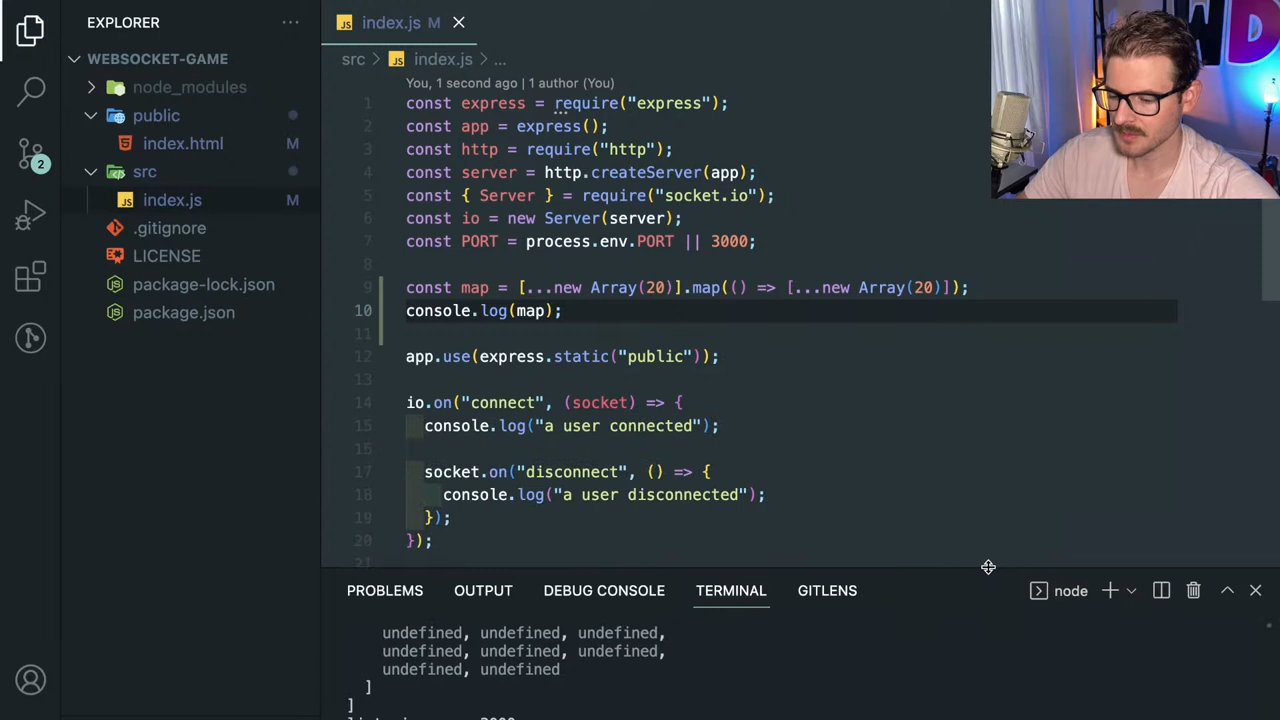 EXPLORER
WEBSOCKET-GAME
node_modules
public
index.html M
src
index.js M
.gitignore
LICENSE
package-lock.json
package.json
2
index.js M
src > index.js > ...
You, 1 second ago | 1 author (You)
1 const express = require("express");
2 const app = express();
3 const http = require("http");
4 const server = http.createServer(app);
5 const { Server } = require("socket.io");
6 const io = new Server(server);
7 const PORT = process.env.PORT || 3000;
8
9 const map = [...new Array(20)].map(() => [...new Array(20)]);
10 console.log(map);
11
12 app.use(express.static("public"));
13
14 io.on("connect", (socket) => {
15 console.log("a user connected");
16
17 socket.on("disconnect", () => {
18 console.log("a user disconnected");
19 });
20 });
21
WD
PROBLEMS OUTPUT DEBUG CONSOLE TERMINAL GITLENS
node
undefined, undefined, undefined,
undefined, undefined, undefined,
undefined, undefined
]
]